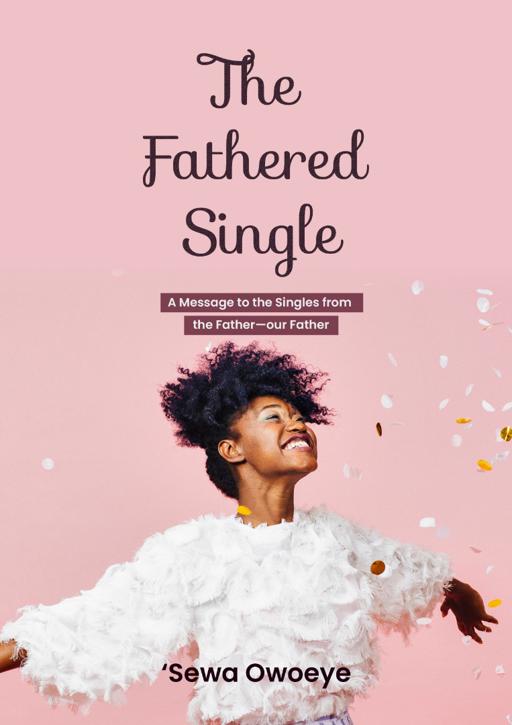 The
Fathered
Single
A Message to the Singles from
the Father—our Father
‘Sewa Owoeye